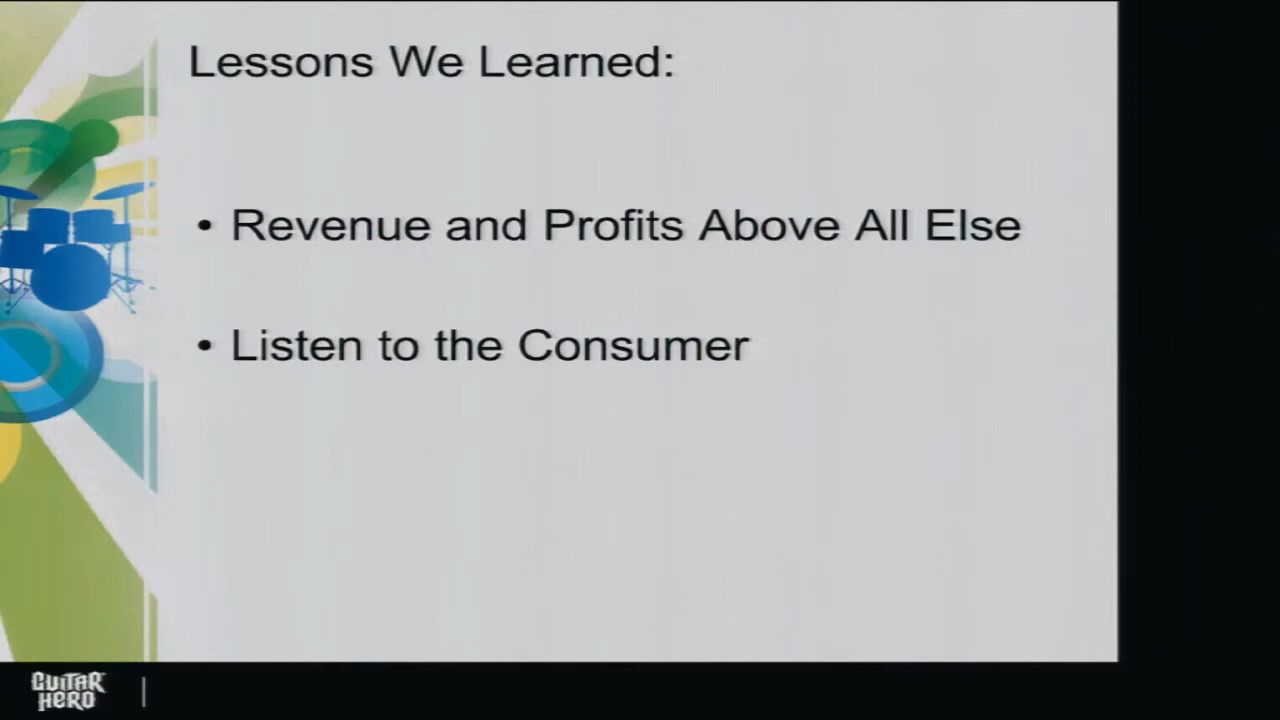 Lessons We Learned:
• Revenue and Profits Above All Else
• Listen to the Consumer
GUITAR
HERO